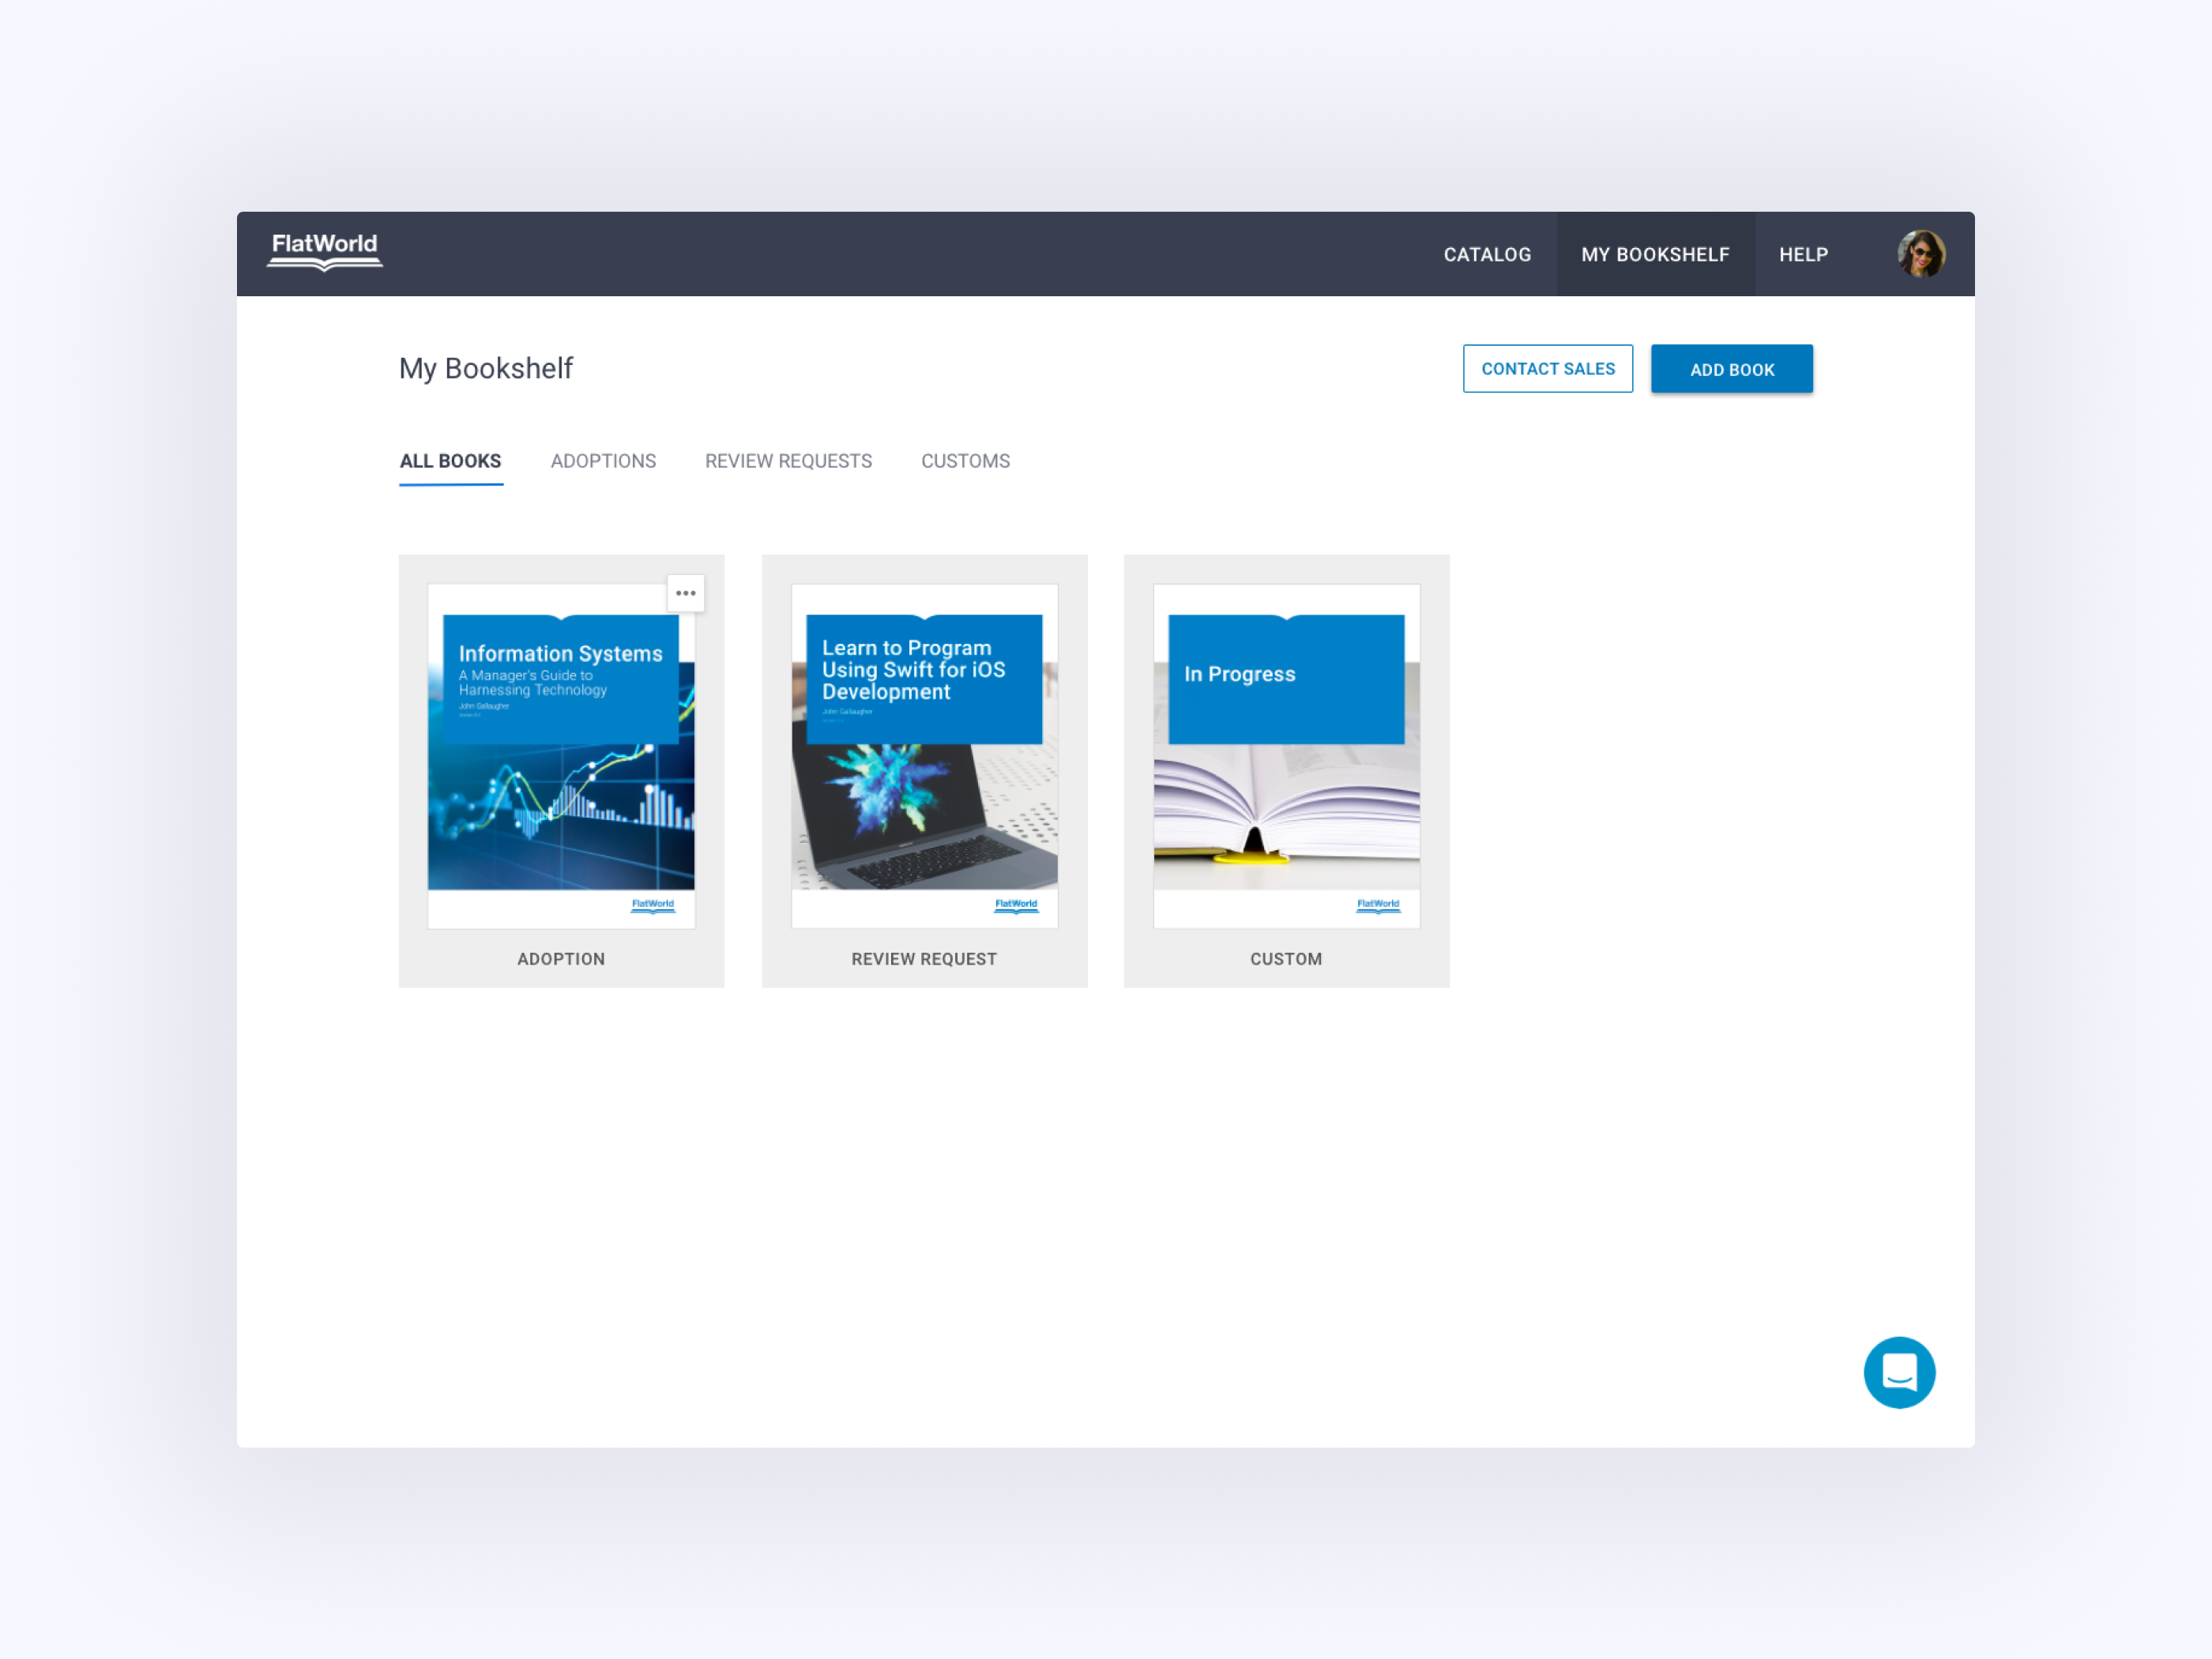 FlatWorld
CATALOG
MY BOOKSHELF
HELP
My Bookshelf
CONTACT SALES
ADD BOOK
ALL BOOKS
ADOPTIONS
REVIEW REQUESTS
CUSTOMS
Information Systems
A Manager's Guide to
Harnessing Technology
John Gallaugher
FlatWorld
ADOPTION
Learn to Program
Using Swift for iOS
Development
John Gallaugher
FlatWorld
REVIEW REQUEST
In Progress
FlatWorld
CUSTOM